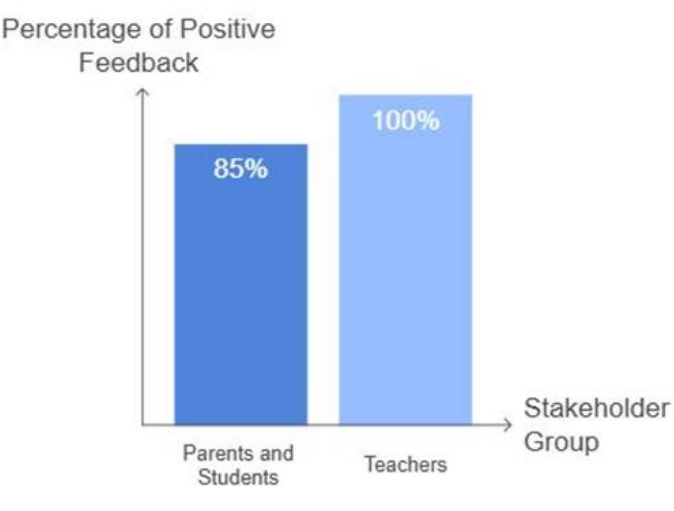 Percentage of Positive
Feedback
100%
85%
Stakeholder
Group
Parents and
Students
Teachers